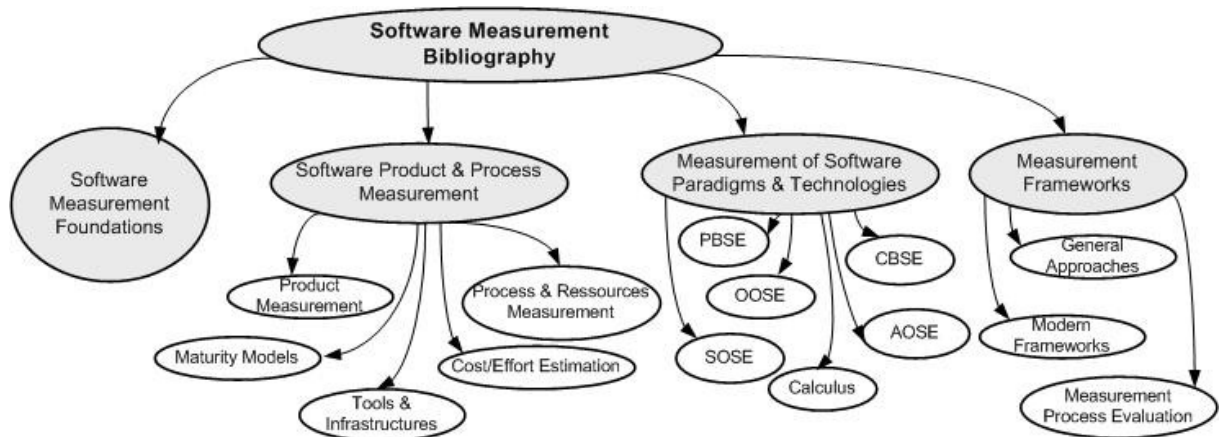 Software Measurement
Bibliography
Software
Measurement
Foundations
Software Product & Process
Measurement
Measurement of Software
Paradigms & Technologies
Measurement
Frameworks
Product
Measurement
Process & Ressources
Measurement
Maturity Models
Cost/Effort Estimation
Tools &
Infrastructures
PBSE
CBSE
OOSE
AOSE
SOSE
Calculus
General
Approaches
Modern
Frameworks
Measurement
Process Evaluation